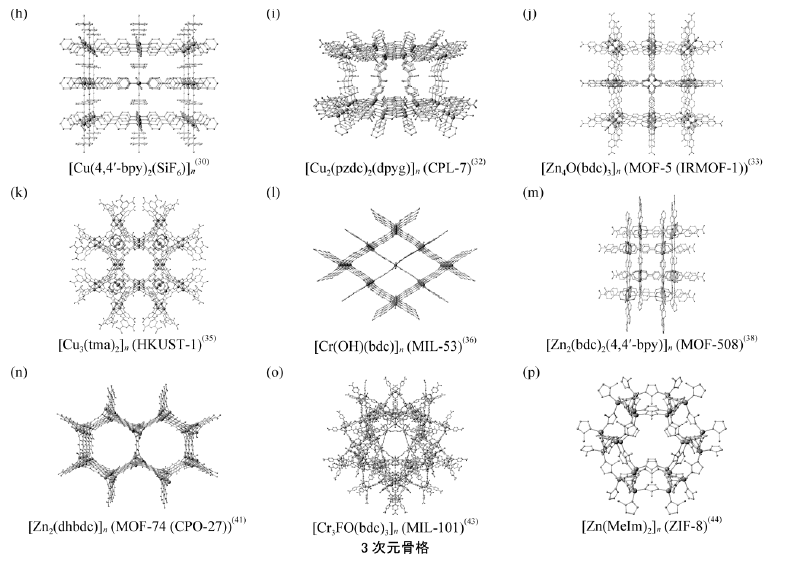 (h) (i) (j)
[Cu(4,4′-bpy)₂(SiF₆)]ₙ⁽³⁰⁾ [Cu₂(pzdc)₂(dpyg)]ₙ (CPL-7)⁽³²⁾ [Zn₄O(bdc)₃]ₙ (MOF-5 (IRMOF-1))⁽³³⁾
(k) (l) (m)
[Cu₃(tma)₂]ₙ (HKUST-1)⁽³⁵⁾ [Cr(OH)(bdc)]ₙ (MIL-53)⁽³⁶⁾ [Zn₂(bdc)₂(4,4′-bpy)]ₙ (MOF-508)⁽³⁸⁾
(n) (o) (p)
[Zn₂(dhbdc)]ₙ (MOF-74 (CPO-27))⁽⁴¹⁾ [Cr₃FO(bdc)₃]ₙ (MIL-101)⁽⁴³⁾ [Zn(MeIm)₂]ₙ (ZIF-8)⁽⁴⁴⁾
3次元骨格